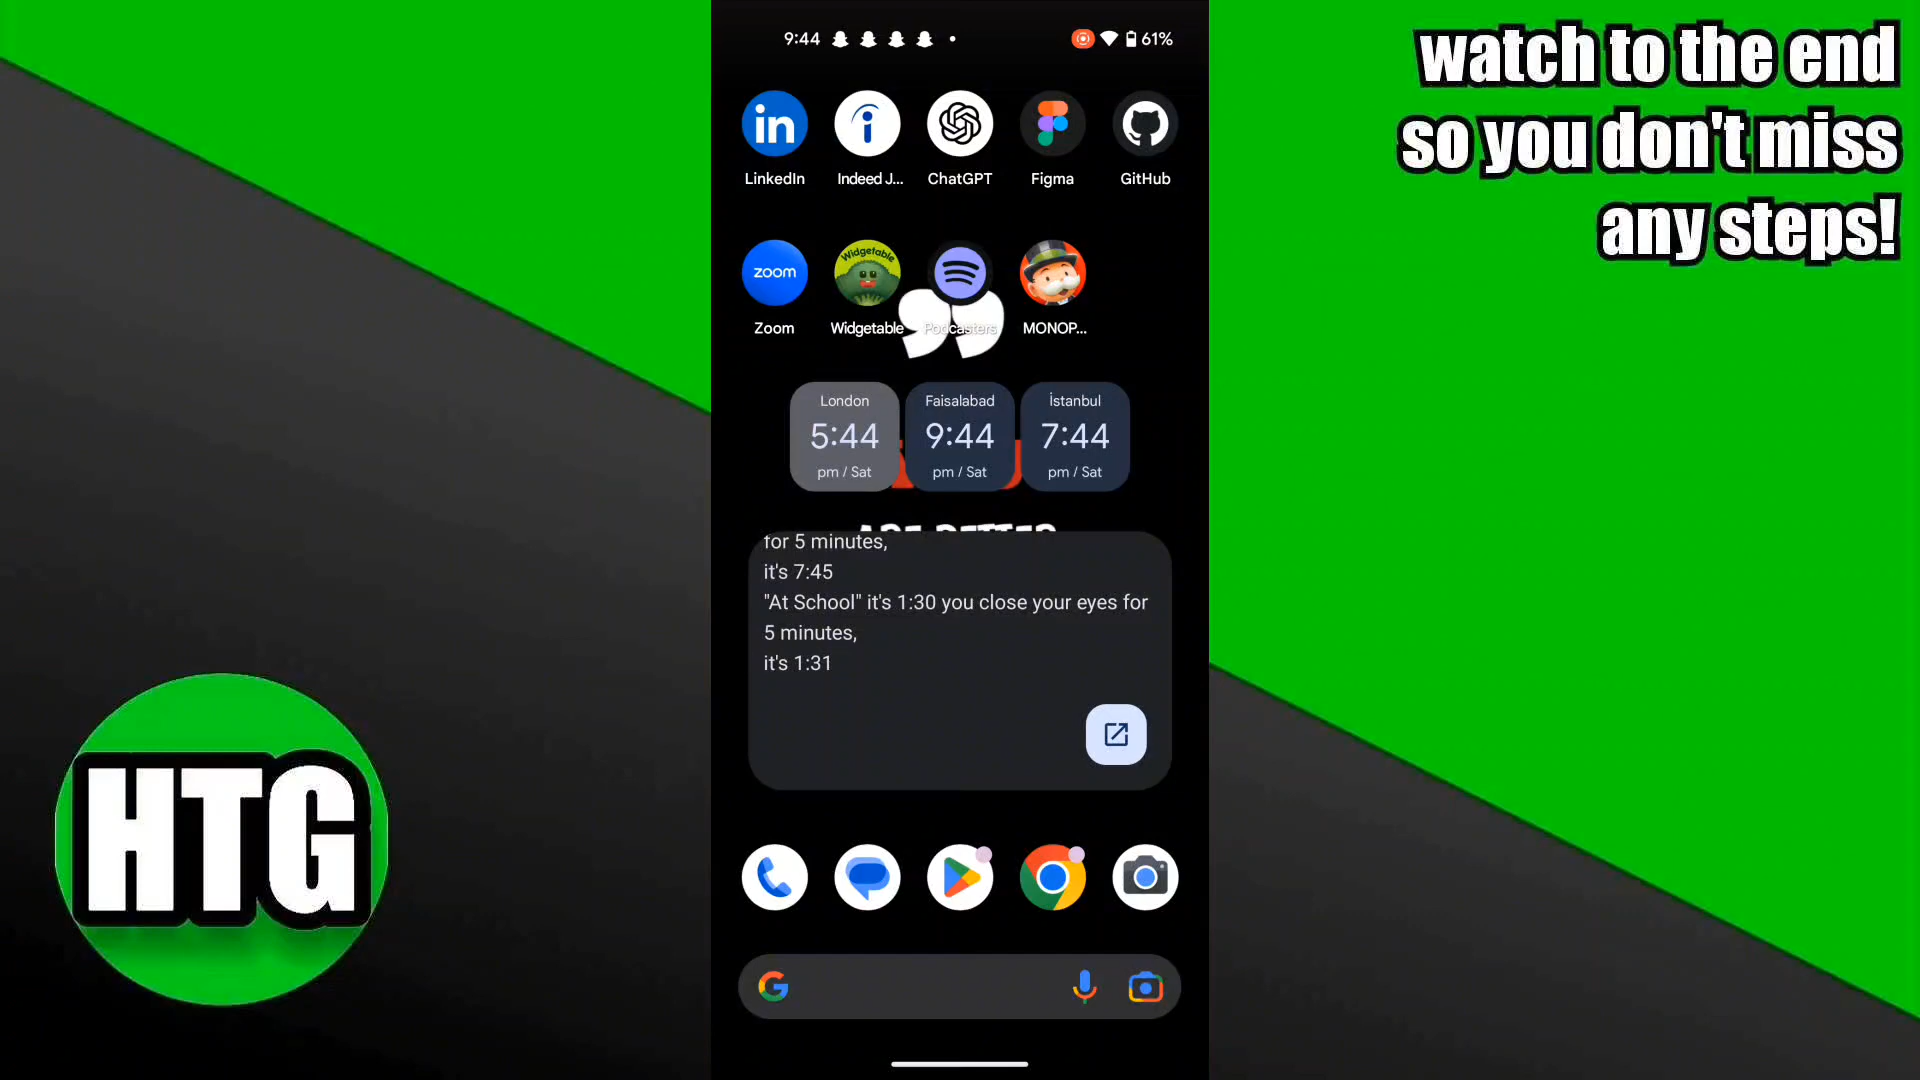 9:44
61%
watch to the end
so you don't miss
any steps!
LinkedIn
Indeed J...
ChatGPT
Figma
GitHub
zoom
Widgetable
Zoom
Widgetable
Podcasters
MONOP...
London
Faisalabad
İstanbul
5:44
9:44
7:44
pm / Sat
pm / Sat
pm / Sat
ARE BETTER
for 5 minutes,
it's 7:45
"At School" it's 1:30 you close your eyes for
5 minutes,
it's 1:31
HTG